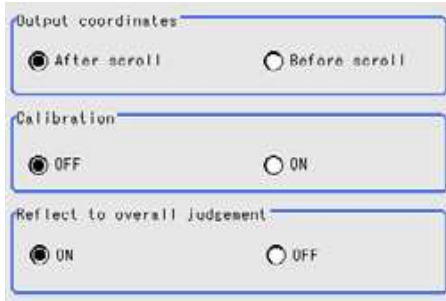 Output coordinates
After scroll Before scroll
Calibration
OFF ON
Reflect to overall judgement
ON OFF